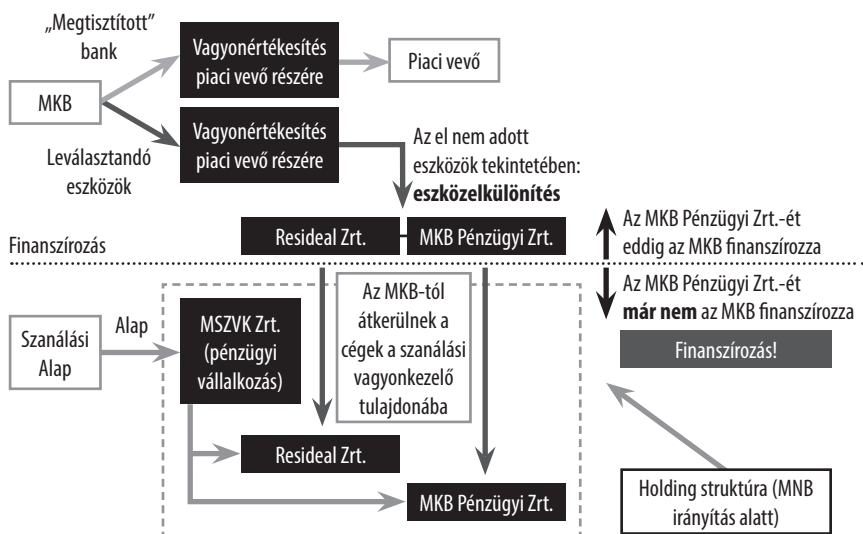 „Megtisztított”
bank
MKB
Leválasztandó
eszközök
Vagyonértékesítés
piaci vevő részére
Piaci vevő
Vagyonértékesítés
piaci vevő részére
Az el nem adott
eszközök tekintetében:
eszközelkülönítés
Resideal Zrt.
MKB Pénzügyi Zrt.
Az MKB Pénzügyi Zrt.-ét
eddig az MKB finanszírozza
Finanszírozás
Az MKB Pénzügyi Zrt.-ét
már nem az MKB finanszírozza
Finanszírozás!
Szanálási
Alap
Alap
MSZVK Zrt.
(pénzügyi
vállalkozás)
Az MKB-tól
átkerülnek a
cégek a szanálási
vagyonkezelő
tulajdonába
Resideal Zrt.
MKB Pénzügyi Zrt.
Holding struktúra (MNB
irányítás alatt)